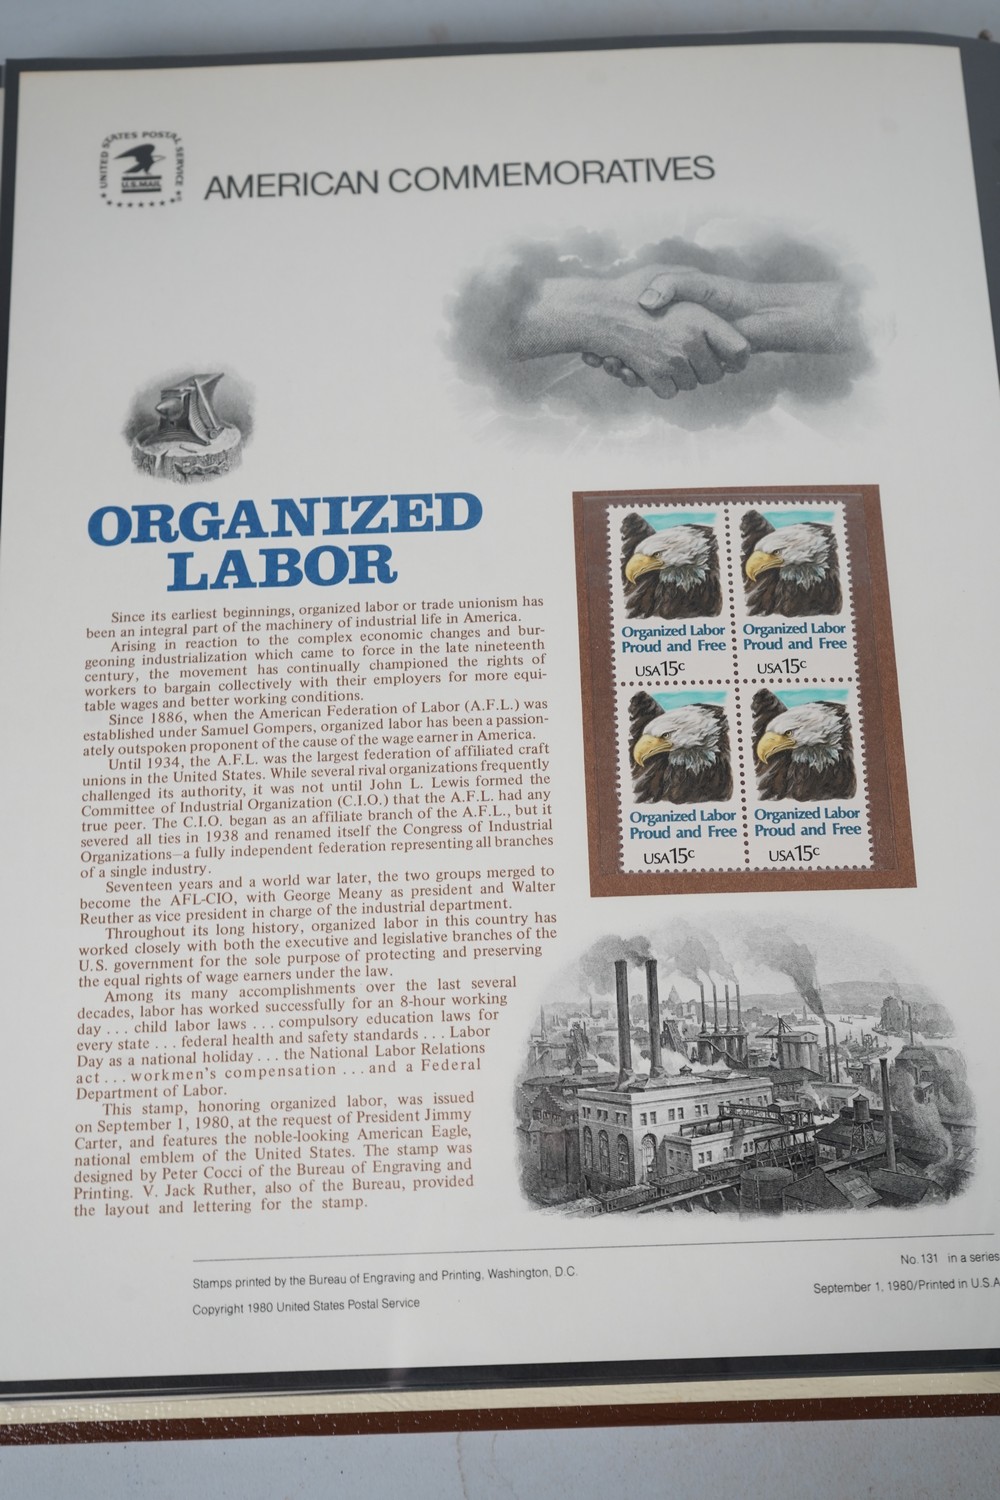 UNITED STATES POSTAL SERVICE
U.S.MAIL
AMERICAN COMMEMORATIVES
ORGANIZED
LABOR
Since its earliest beginnings, organized labor or trade unionism has
been an integral part of the machinery of industrial life in America.
Arising in reaction to the complex economic changes and bur-
geoning industrialization which came to force in the late nineteenth
century, the movement has continually championed the rights of
workers to bargain collectively with their employers for more equi-
table wages and better working conditions.
Since 1886, when the American Federation of Labor (A.F.L.) was
established under Samuel Gompers, organized labor has been a passion-
ately outspoken proponent of the cause of the wage earner in America.
Until 1934, the A.F.L. was the largest federation of affiliated craft
unions in the United States. While several rival organizations frequently
challenged its authority, it was not until John L. Lewis formed the
Committee of Industrial Organization (C.I.O.) that the A.F.L. had any
true peer. The C.I.O. began as an affiliate branch of the A.F.L., but it
severed all ties in 1938 and renamed itself the Congress of Industrial
Organizations—a fully independent federation representing all branches
of a single industry.
Seventeen years and a world war later, the two groups merged to
become the AFL-CIO, with George Meany as president and Walter
Reuther as vice president in charge of the industrial department.
Throughout its long history, organized labor in this country has
worked closely with both the executive and legislative branches of the
U.S. government for the sole purpose of protecting and preserving
the equal rights of wage earners under the law.
Among its many accomplishments over the last several
decades, labor has worked successfully for an 8-hour working
day . . . child labor laws . . . compulsory education laws for
every state . . . federal health and safety standards . . . Labor
Day as a national holiday . . . the National Labor Relations
act . . . workmen's compensation . . . and a Federal
Department of Labor.
This stamp, honoring organized labor, was issued
on September 1, 1980, at the request of President Jimmy
Carter, and features the noble-looking American Eagle,
national emblem of the United States. The stamp was
designed by Peter Cocci of the Bureau of Engraving and
Printing. V. Jack Ruther, also of the Bureau, provided
the layout and lettering for the stamp.
Organized Labor
Proud and Free
USA15c
Organized Labor
Proud and Free
USA15c
Organized Labor
Proud and Free
USA15c
Organized Labor
Proud and Free
USA15c
Stamps printed by the Bureau of Engraving and Printing, Washington, D.C.
Copyright 1980 United States Postal Service
No. 131 in a series
September 1, 1980/Printed in U.S.A